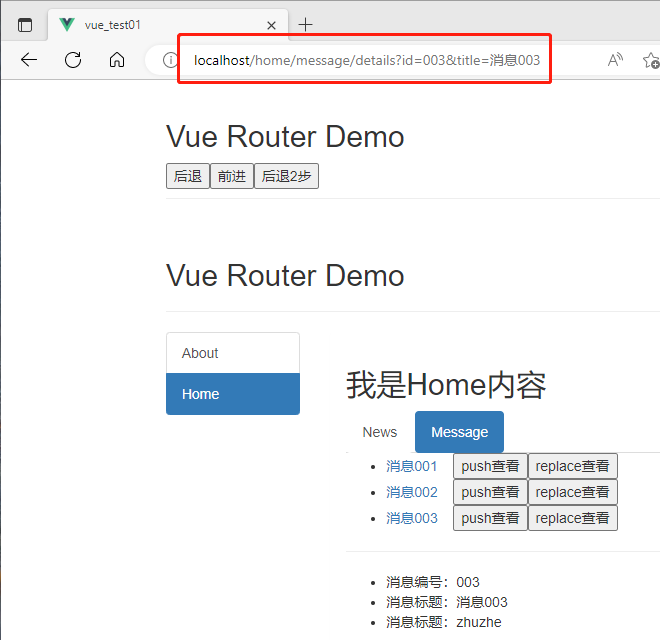 vue_test01
localhost/home/message/details?id=003&title=消息003
Vue Router Demo
后退 前进 后退2步
Vue Router Demo
About
Home
我是Home内容
News Message
消息001 push查看 replace查看
消息002 push查看 replace查看
消息003 push查看 replace查看
消息编号：003
消息标题：消息003
消息标题：zhuzhe